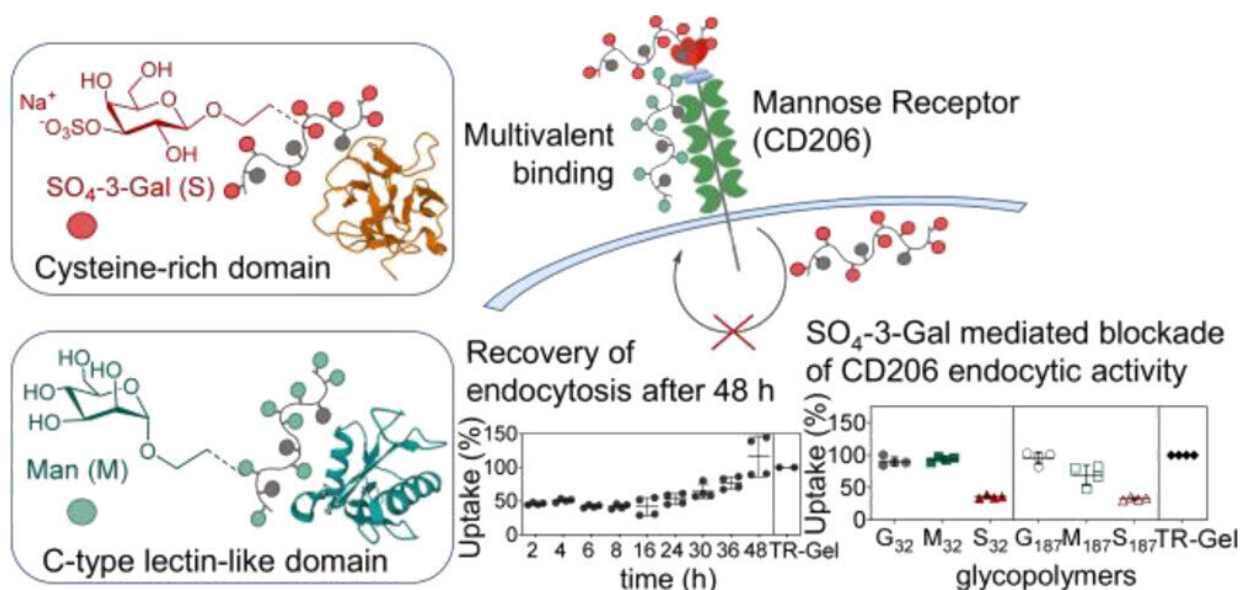 OH
HO
Na⁺
⁻O₃S
O
O
O
OH
SO₄-3-Gal (S)
Cysteine-rich domain
HO
HO
HO
HO
O
O
Man (M)
C-type lectin-like domain
Multivalent
binding
Mannose Receptor
(CD206)
Recovery of
endocytosis after 48 h
Uptake (%)
150
100
50
0
2 4 6 8 16 24 30 36 48 TR-Gel
time (h)
SO₄-3-Gal mediated blockade
of CD206 endocytic activity
Uptake (%)
150
100
50
0
G₃₂ M₃₂ S₃₂ G₁₈₇ M₁₈₇ S₁₈₇ TR-Gel
glycopolymers